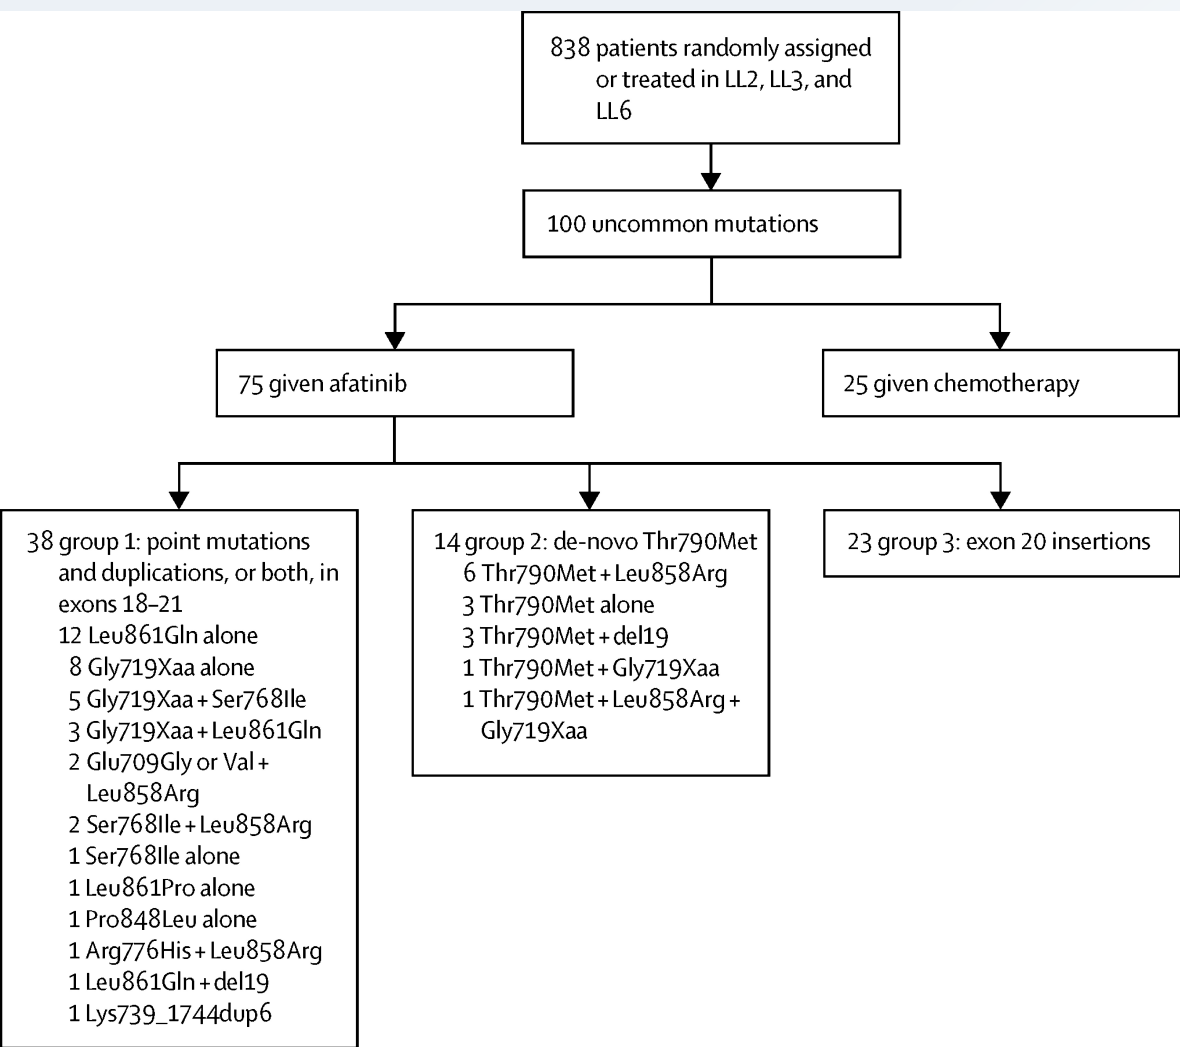 838 patients randomly assigned
or treated in LL2, LL3, and
LL6
100 uncommon mutations
75 given afatinib
25 given chemotherapy
38 group 1: point mutations
and duplications, or both, in
exons 18–21
12 Leu861Gln alone
8 Gly719Xaa alone
5 Gly719Xaa + Ser768Ile
3 Gly719Xaa + Leu861Gln
2 Glu709Gly or Val +
Leu858Arg
2 Ser768Ile + Leu858Arg
1 Ser768Ile alone
1 Leu861Pro alone
1 Pro848Leu alone
1 Arg776His + Leu858Arg
1 Leu861Gln + del19
1 Lys739_1744dup6
14 group 2: de-novo Thr790Met
6 Thr790Met + Leu858Arg
3 Thr790Met alone
3 Thr790Met + del19
1 Thr790Met + Gly719Xaa
1 Thr790Met + Leu858Arg +
Gly719Xaa
23 group 3: exon 20 insertions